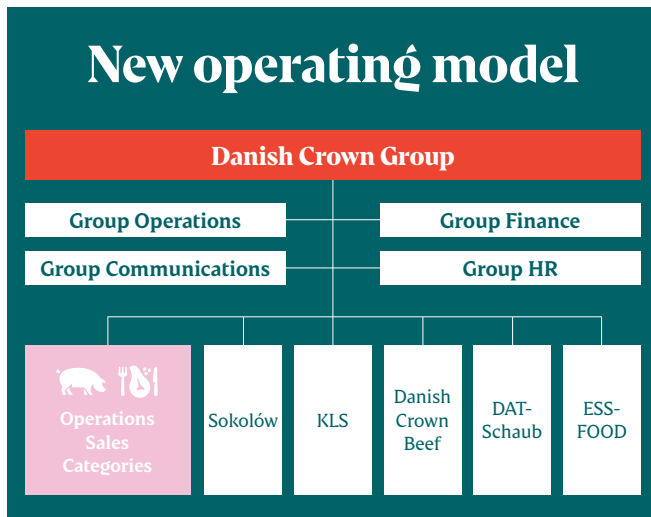 New operating model
Danish Crown Group
Group Operations
Group Finance
Group Communications
Group HR
Operations
Sales
Categories
Sokolów
KLS
Danish
Crown
Beef
DAT-
Schaub
ESS-
FOOD